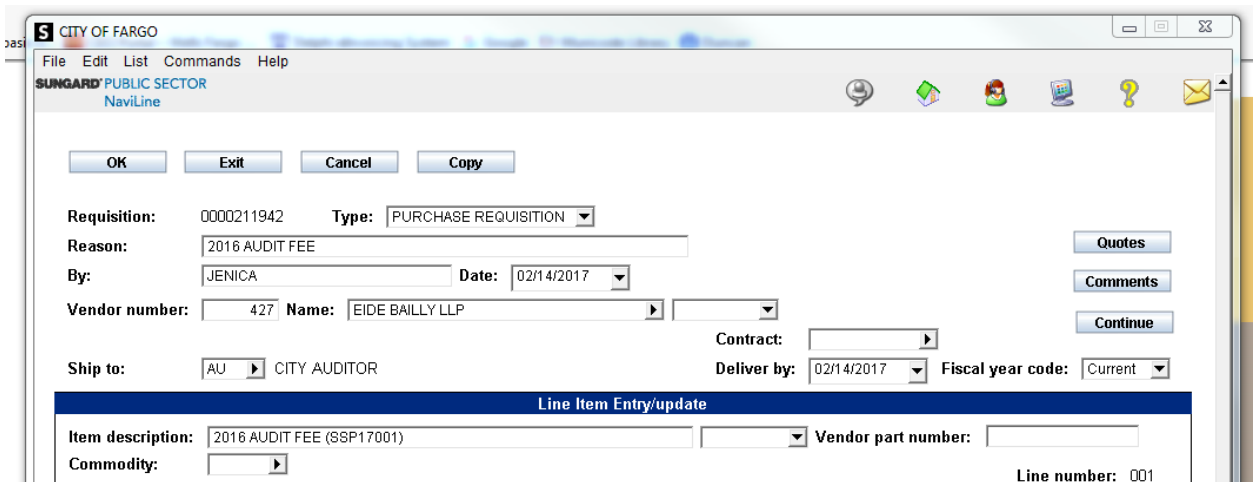 CITY OF FARGO
File Edit List Commands Help
SUNGARD' PUBLIC SECTOR
NaviLine
OK Exit Cancel Copy
Requisition: 0000211942 Type: PURCHASE REQUISITION
Reason: 2016 AUDIT FEE
Quotes
By: JENICA Date: 02/14/2017
Comments
Vendor number: 427 Name: EIDE BAILLY LLP
Continue
Contract:
Ship to: AU CITY AUDITOR Deliver by: 02/14/2017 Fiscal year code: Current
Line Item Entry/update
Item description: 2016 AUDIT FEE (SSP17001) Vendor part number:
Commodity:
Line number: 001